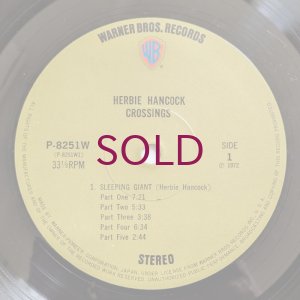 WARNER BROS. RECORDS
WB
HERBIE HANCOCK
CROSSINGS
P-8251W
(P-8251W1)
33⅓RPM
SIDE
1
℗ 1972
SOLD
1. SLEEPING GIANT (Herbie Hancock)
Part One 7:21
Part Two 5:33
Part Three 3:38
Part Four 6:34
Part Five 2:44
STEREO